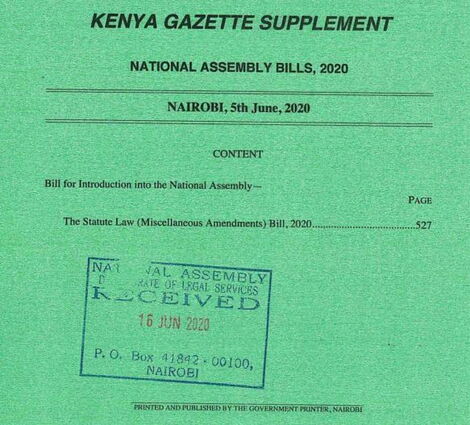 KENYA GAZETTE SUPPLEMENT
NATIONAL ASSEMBLY BILLS, 2020
NAIROBI, 5th June, 2020
CONTENT
Bill for Introduction into the National Assembly—
PAGE
The Statute Law (Miscellaneous Amendments) Bill, 2020..............................527
ASSEMBLY
OF LEGAL SERVICES
RECEIVED
16 JUN 2020
P. O. Box 41842 - 00100,
NAIROBI
PRINTED AND PUBLISHED BY THE GOVERNMENT PRINTER, NAIROBI